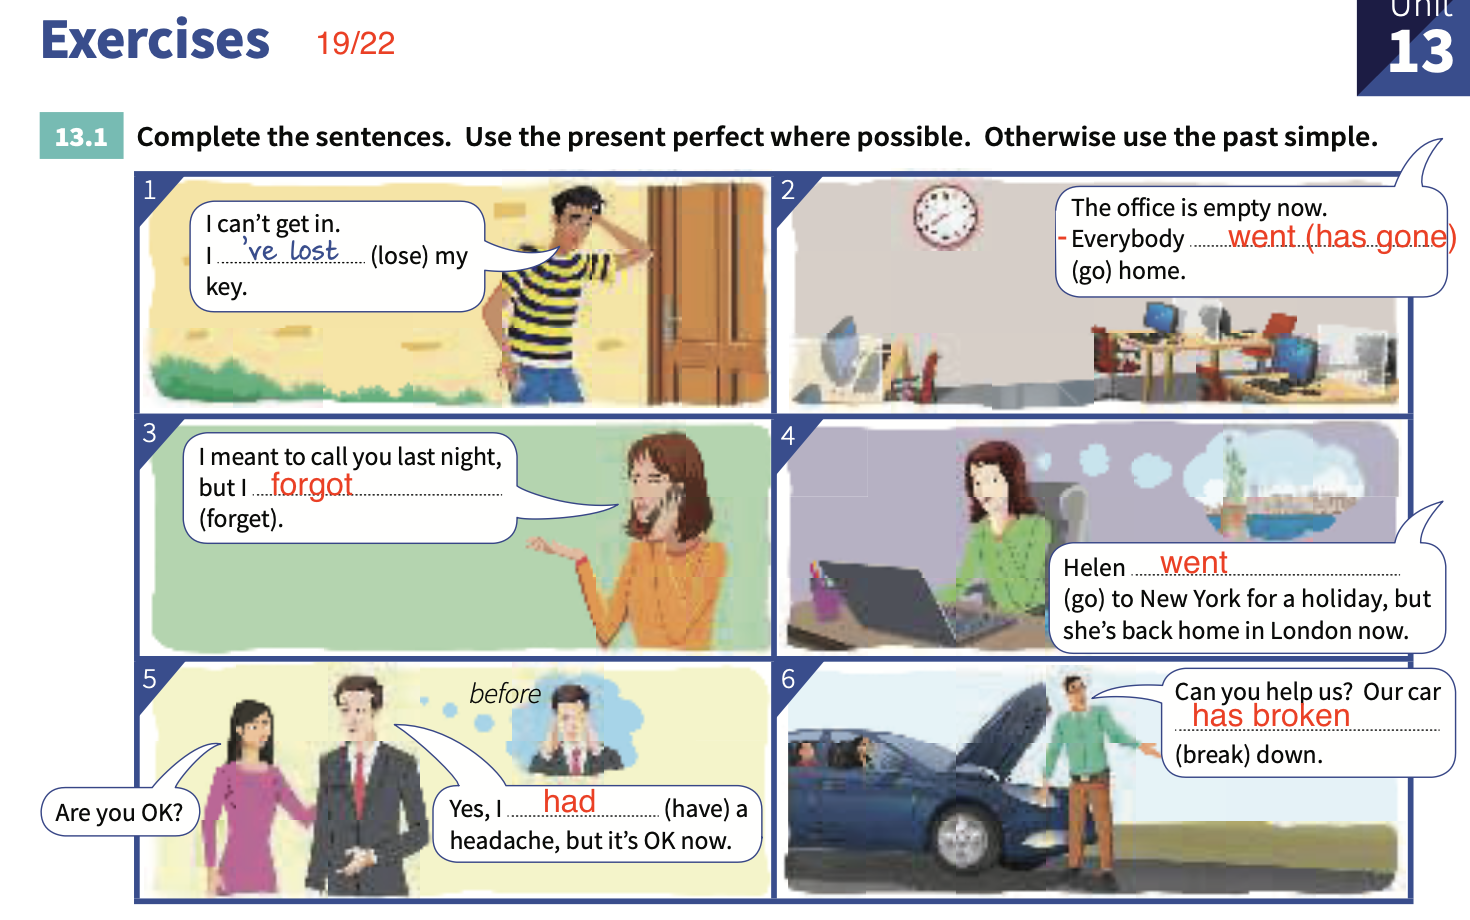 Exercises 19/22
Unit
13
13.1 Complete the sentences. Use the present perfect where possible. Otherwise use the past simple.
1
I can't get in.
I 've lost (lose) my
key.
2
The office is empty now.
- Everybody went (has gone)
(go) home.
3
I meant to call you last night,
but I forgot
(forget).
4
Helen went
(go) to New York for a holiday, but
she's back home in London now.
5
before
Are you OK?
Yes, I had (have) a
headache, but it's OK now.
6
Can you help us? Our car
has broken
(break) down.